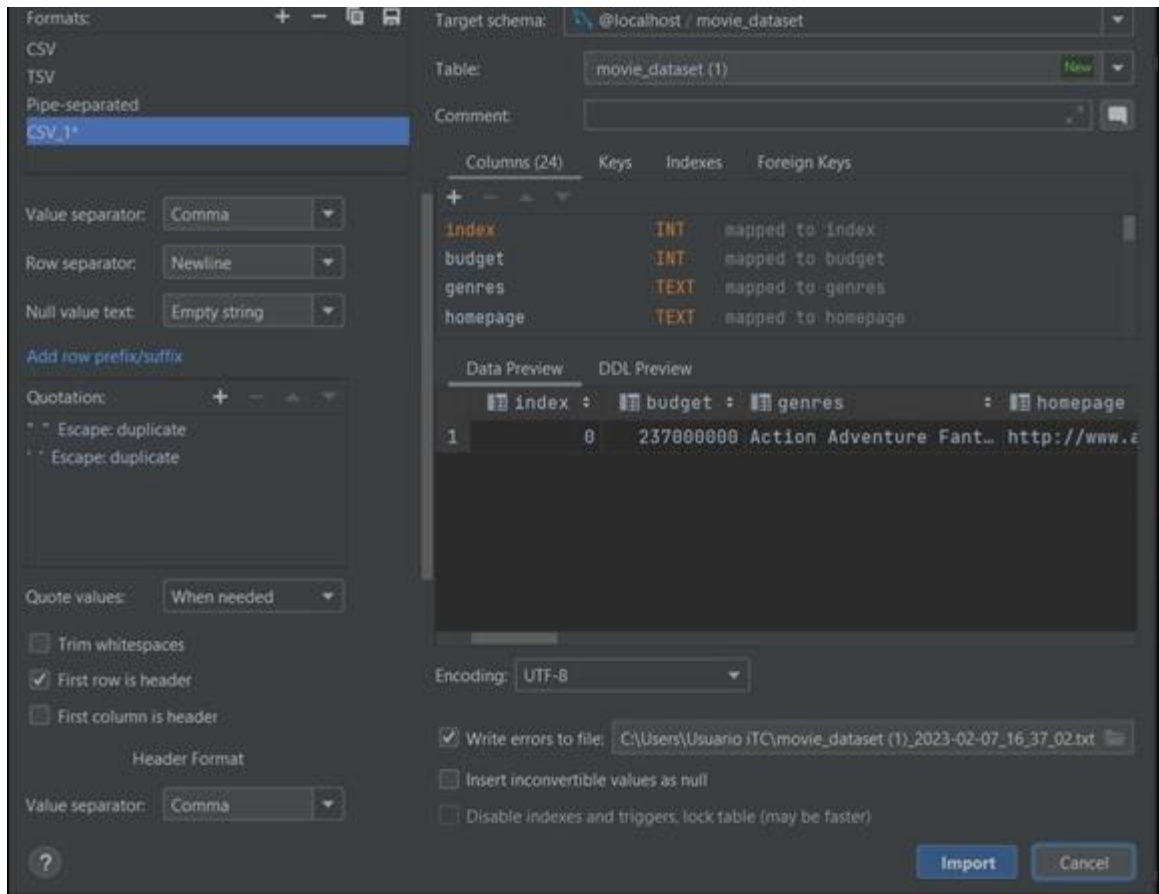 Formats:
CSV
TSV
Pipe-separated
CSV_1*
Value separator: Comma
Row separator: Newline
Null value text: Empty string
Add row prefix/suffix
Quotation:
" " Escape: duplicate
' ' Escape: duplicate
Quote values: When needed
Trim whitespaces
First row is header
First column is header
Header Format
Value separator: Comma
?
Target schema: @localhost / movie_dataset
Table: movie_dataset (1) New
Comment:
Columns (24) Keys Indexes Foreign Keys
index INT mapped to index
budget INT mapped to budget
genres TEXT mapped to genres
homepage TEXT mapped to homepage
Data Preview DDL Preview
index budget genres homepage
1 0 237000000 Action Adventure Fant… http://www.a
Encoding: UTF-8
Write errors to file: C:\Users\Usuario iTC\movie_dataset (1)_2023-02-07_16_37_02.txt
Insert inconvertible values as null
Disable indexes and triggers, lock table (may be faster)
Import Cancel